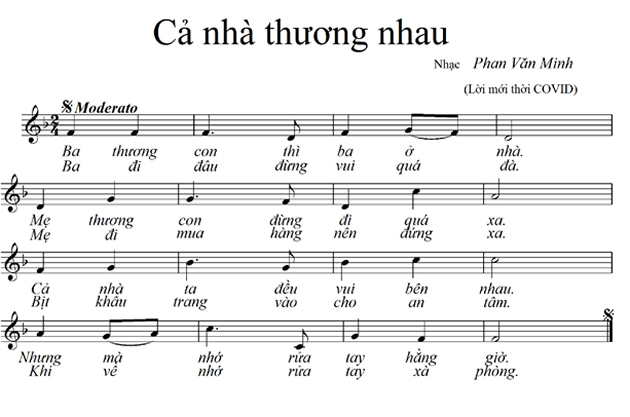 Cả nhà thương nhau
Nhạc Phan Văn Minh
(Lời mới thời COVID)
Moderato
2
4
Ba thương con thì ba ở nhà.
Ba đi đâu đừng vui quá đà.
Mẹ thương con đừng đi quá xa.
Mẹ đi mua hàng nên đứng xa.
Cả nhà ta đều vui bên nhau.
Bịt khẩu trang vào cho an tâm.
Nhưng mà nhớ rửa tay hằng giờ.
Khi về nhớ rửa tay xà phòng.